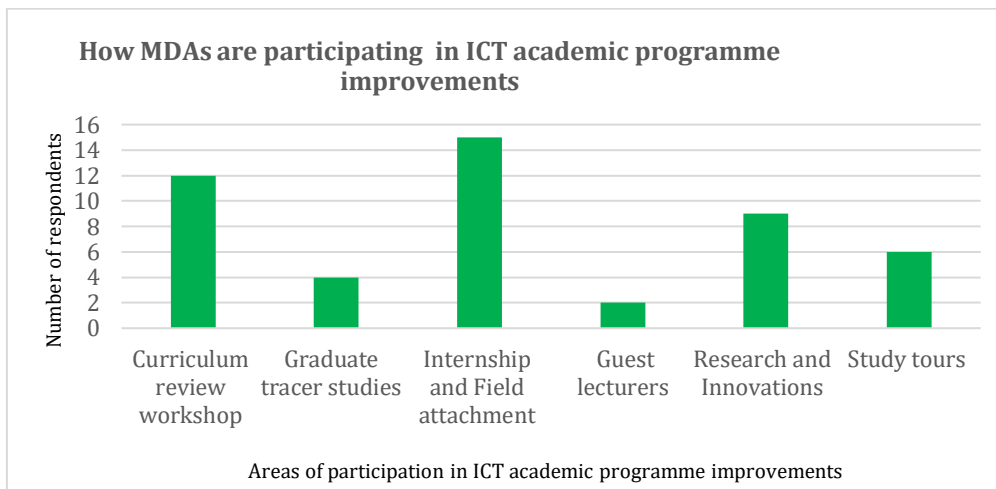 How MDAs are participating in ICT academic programme
improvements
Number of respondents
16
14
12
10
8
6
4
2
0
Curriculum
review
workshop
Graduate
tracer studies
Internship
and Field
attachment
Guest
lecturers
Research and
Innovations
Study tours
Areas of participation in ICT academic programme improvements